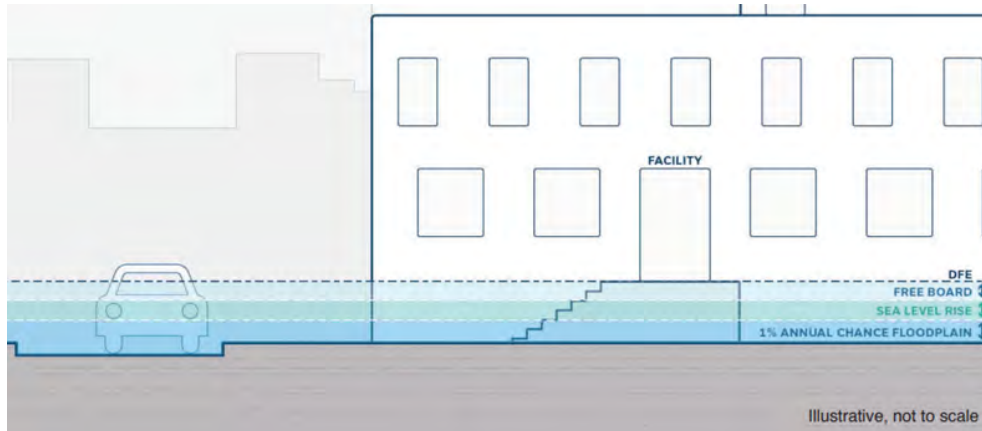 FACILITY
DFE
FREE BOARD
SEA LEVEL RISE
1% ANNUAL CHANCE FLOODPLAIN
Illustrative, not to scale